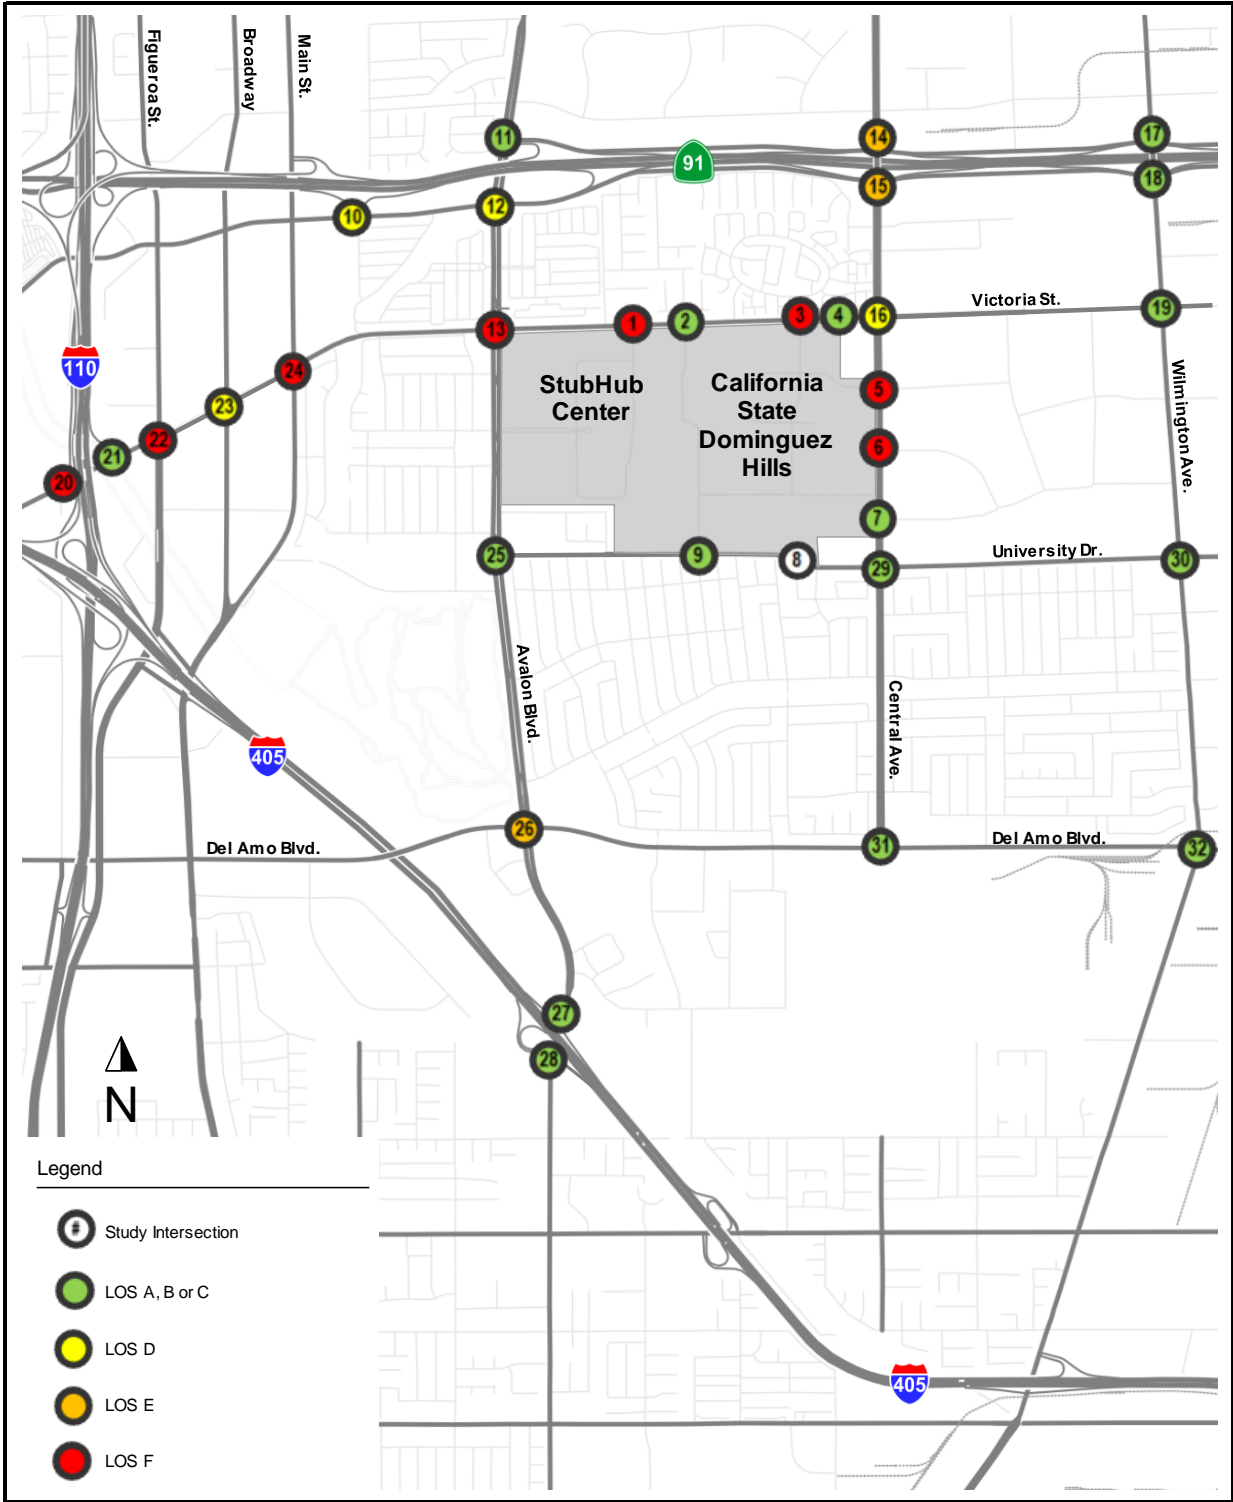 Figueroa St.
Broadway
Main St.
11
91
14
17
15
18
10
12
Victoria St.
13
1
2
3
4
16
19
110
24
StubHub
Center
California
State
Dominguez
Hills
5
Wilmington Ave.
23
22
21
6
20
7
25
9
8
29
University Dr.
30
Avalon Blvd.
Central Ave.
405
26
Del Amo Blvd.
31
Del Amo Blvd.
32
27
28
N
Legend
# Study Intersection
LOS A, B or C
LOS D
LOS E
LOS F
405